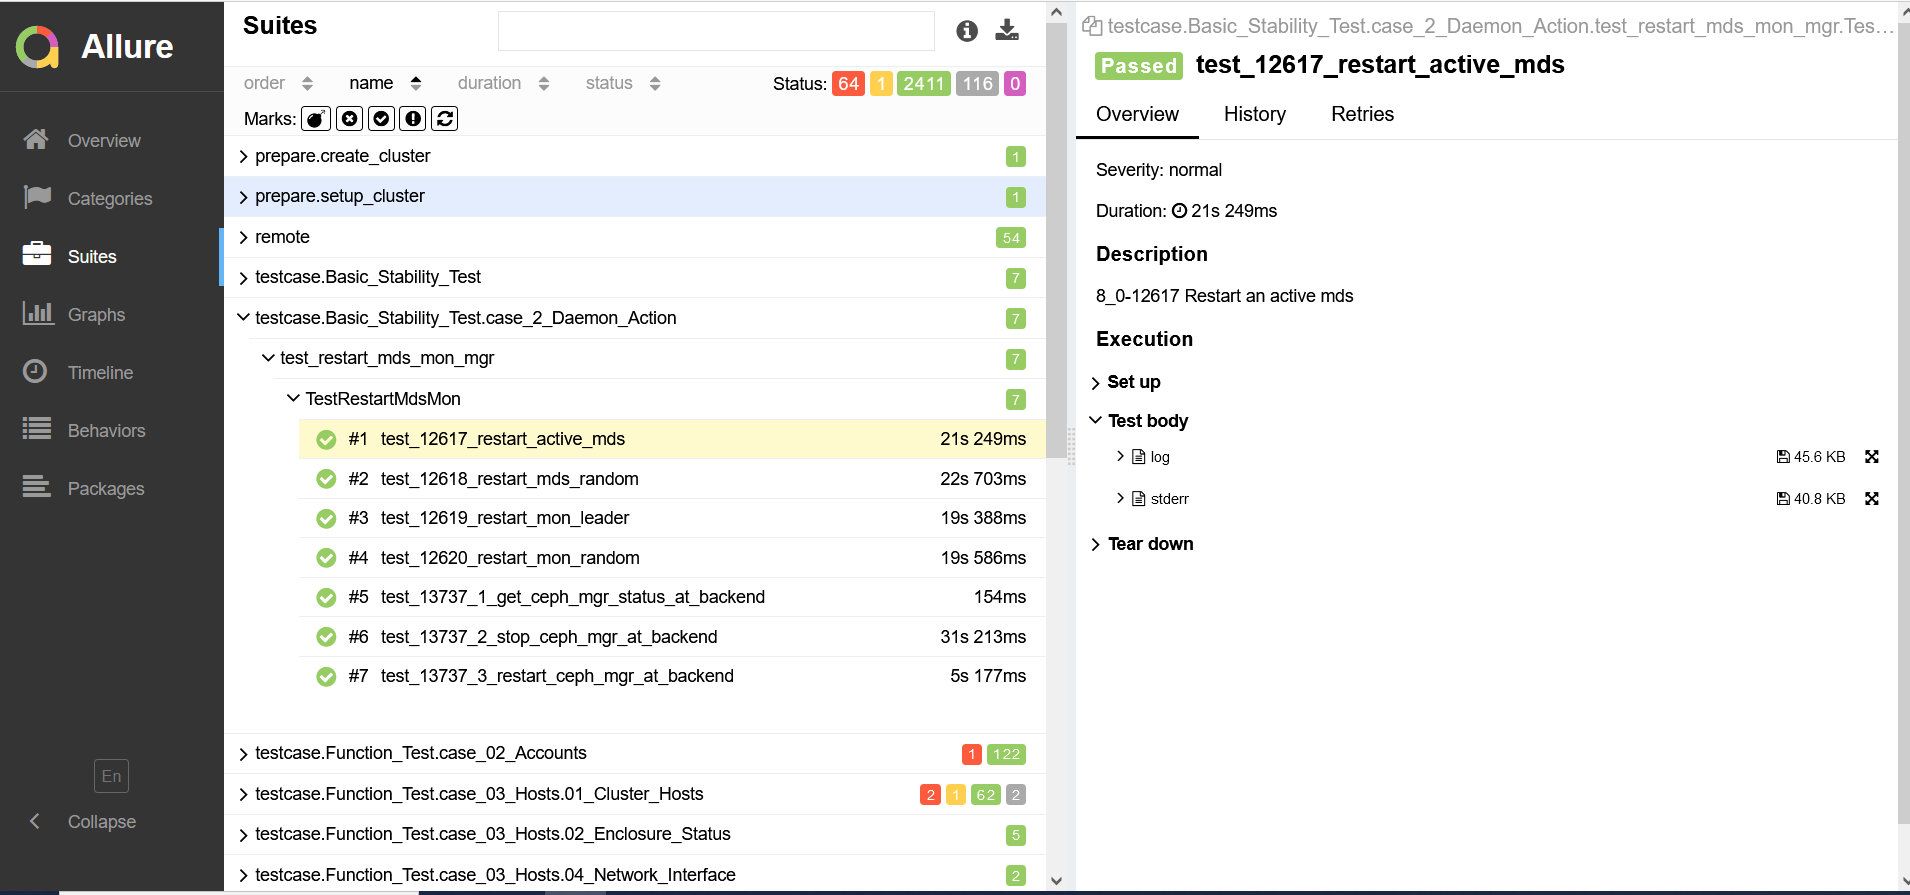 Allure
Overview
Categories
Suites
Graphs
Timeline
Behaviors
Packages
En
Collapse
Suites
order name duration status Status: 64 1 2411 116 0
Marks:
prepare.create_cluster 1
prepare.setup_cluster 1
remote 54
testcase.Basic_Stability_Test 7
testcase.Basic_Stability_Test.case_2_Daemon_Action 7
test_restart_mds_mon_mgr 7
TestRestartMdsMon 7
#1 test_12617_restart_active_mds 21s 249ms
#2 test_12618_restart_mds_random 22s 703ms
#3 test_12619_restart_mon_leader 19s 388ms
#4 test_12620_restart_mon_random 19s 586ms
#5 test_13737_1_get_ceph_mgr_status_at_backend 154ms
#6 test_13737_2_stop_ceph_mgr_at_backend 31s 213ms
#7 test_13737_3_restart_ceph_mgr_at_backend 5s 177ms
testcase.Function_Test.case_02_Accounts 1 122
testcase.Function_Test.case_03_Hosts.01_Cluster_Hosts 2 1 62 2
testcase.Function_Test.case_03_Hosts.02_Enclosure_Status 5
testcase.Function_Test.case_03_Hosts.04_Network_Interface 2
testcase.Basic_Stability_Test.case_2_Daemon_Action.test_restart_mds_mon_mgr.Tes...
Passed test_12617_restart_active_mds
Overview History Retries
Severity: normal
Duration: 21s 249ms
Description
8_0-12617 Restart an active mds
Execution
Set up
Test body
log 45.6 KB
stderr 40.8 KB
Tear down